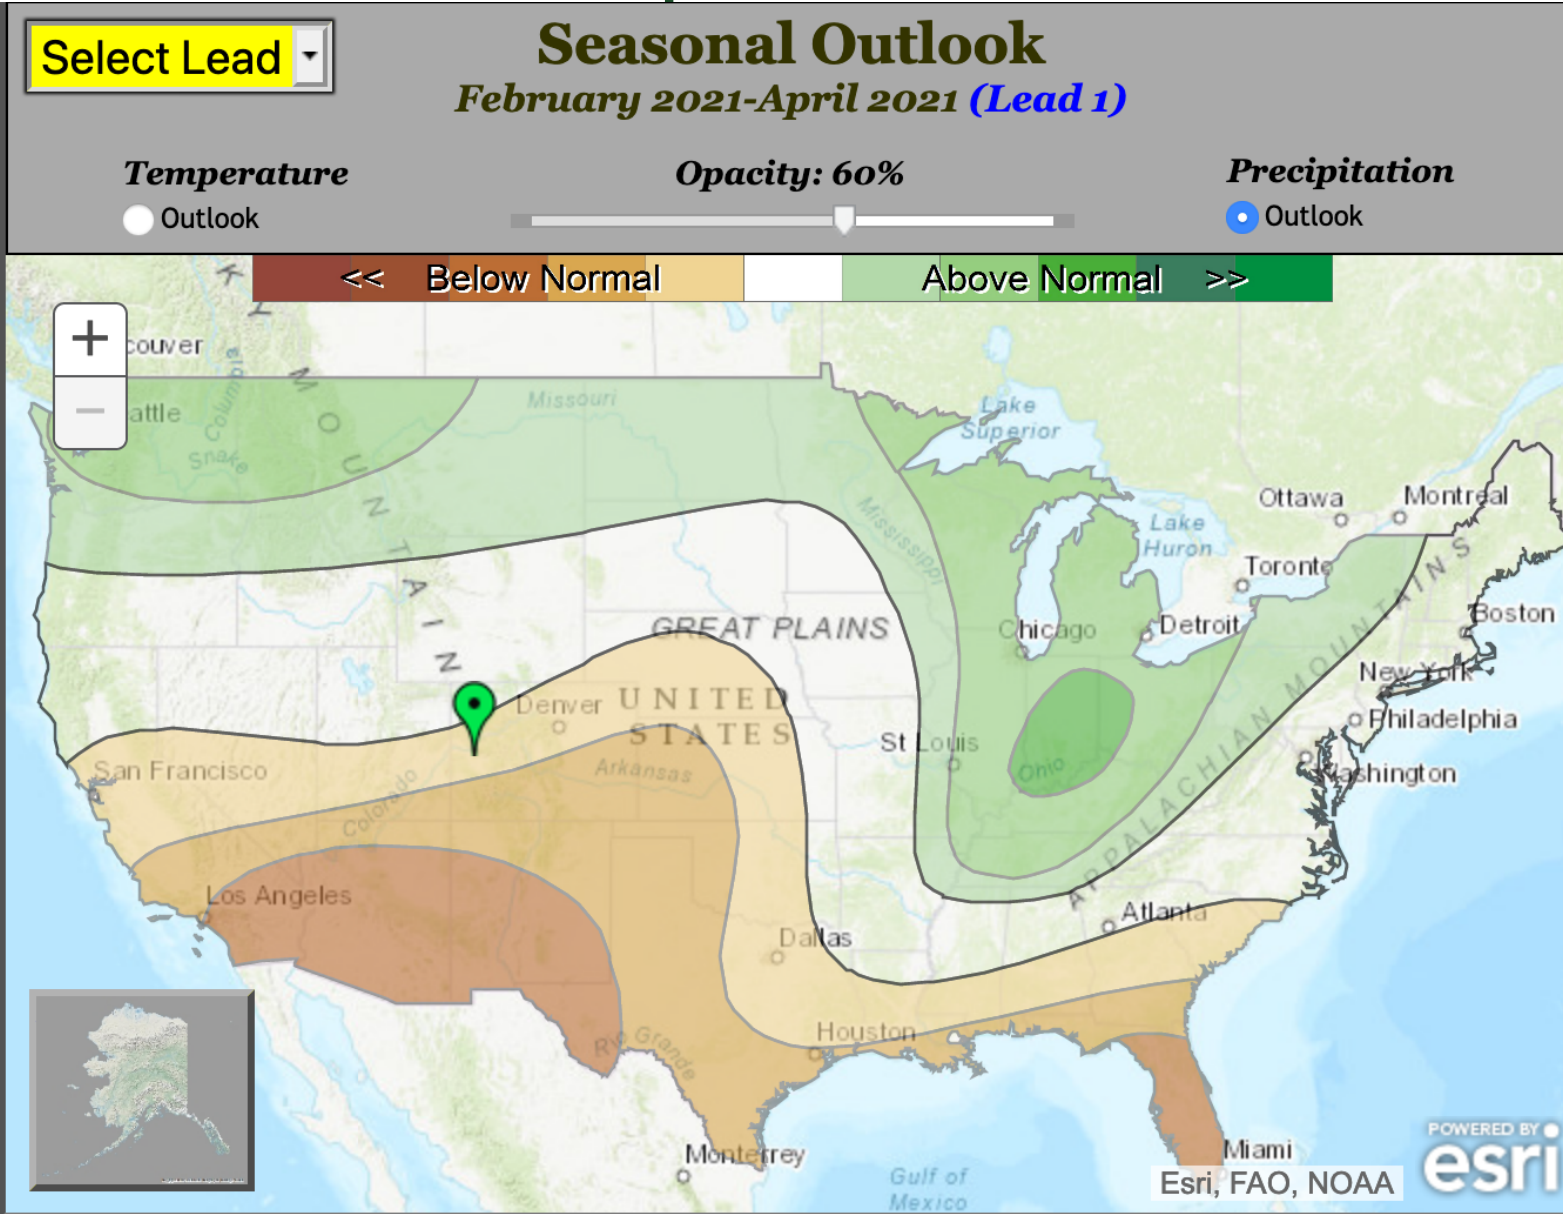 Select Lead
Seasonal Outlook
February 2021-April 2021 (Lead 1)
Temperature
Outlook
Opacity: 60%
Precipitation
Outlook
<< Below Normal
Above Normal >>
+
−
couver
attle
Columbia
Snake
K Y
M O U N T A I N
Missouri
Mississippi
Lake
Superior
Lake
Huron
Ottawa
Montreal
Toronto
Boston
Detroit
Chicago
New York
Philadelphia
Washington
GREAT PLAINS
UNITED
STATES
Denver
St Louis
Ohio
APPALACHIAN MOUNTAINS
Arkansas
Colorado
San Francisco
Los Angeles
Dallas
Atlanta
Houston
Rio Grande
Monterrey
Gulf of
Mexico
Miami
POWERED BY
esri
Esri, FAO, NOAA